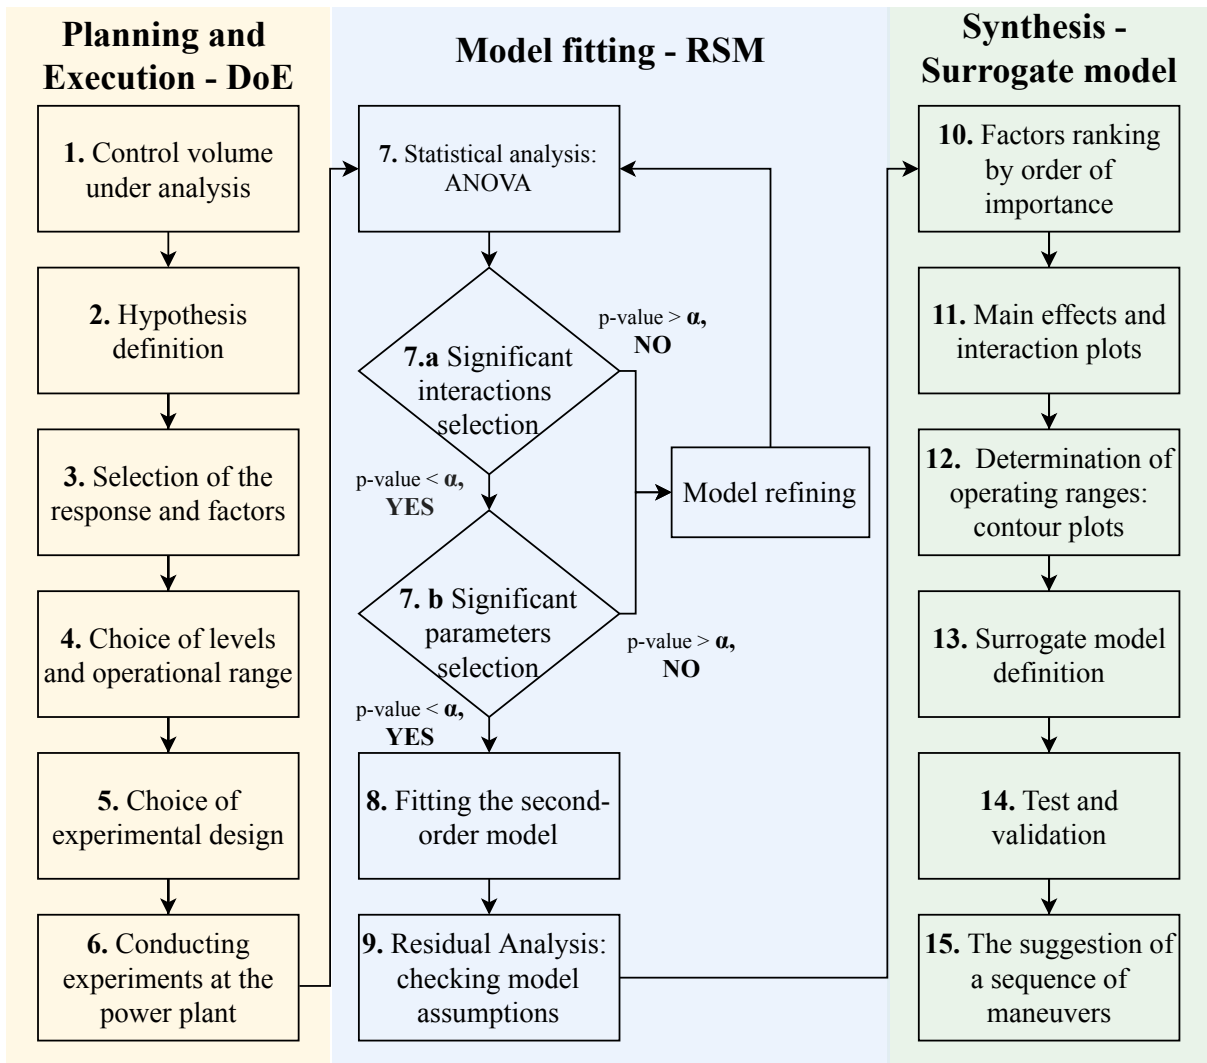 Planning and
Execution - DoE
1. Control volume
under analysis
2. Hypothesis
definition
3. Selection of the
response and factors
4. Choice of levels
and operational range
5. Choice of
experimental design
6. Conducting
experiments at the
power plant
Model fitting - RSM
7. Statistical analysis:
ANOVA
p-value > α,
NO
7.a Significant
interactions
selection
p-value < α,
YES
Model refining
7. b Significant
parameters
selection
p-value > α,
NO
p-value < α,
YES
8. Fitting the second-
order model
9. Residual Analysis:
checking model
assumptions
Synthesis -
Surrogate model
10. Factors ranking
by order of
importance
11. Main effects and
interaction plots
12. Determination of
operating ranges:
contour plots
13. Surrogate model
definition
14. Test and
validation
15. The suggestion of
a sequence of
maneuvers